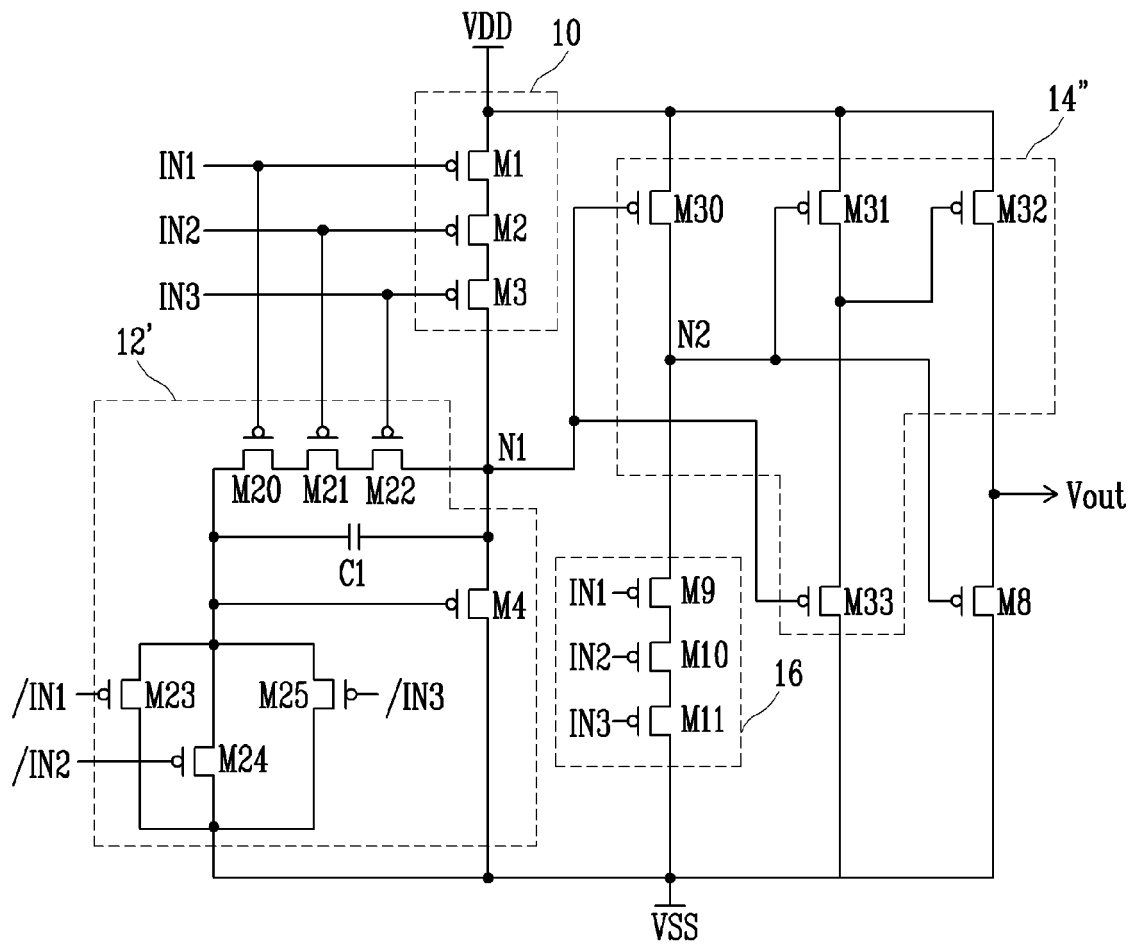 VDD
10
14”
IN1
M1
M30
M31
M32
IN2
M2
IN3
M3
N2
12’
N1
M20
M21
M22
Vout
C1
M4
IN1
M9
M33
M8
/IN1
M23
M25
/IN3
IN2
M10
16
/IN2
M24
IN3
M11
VSS